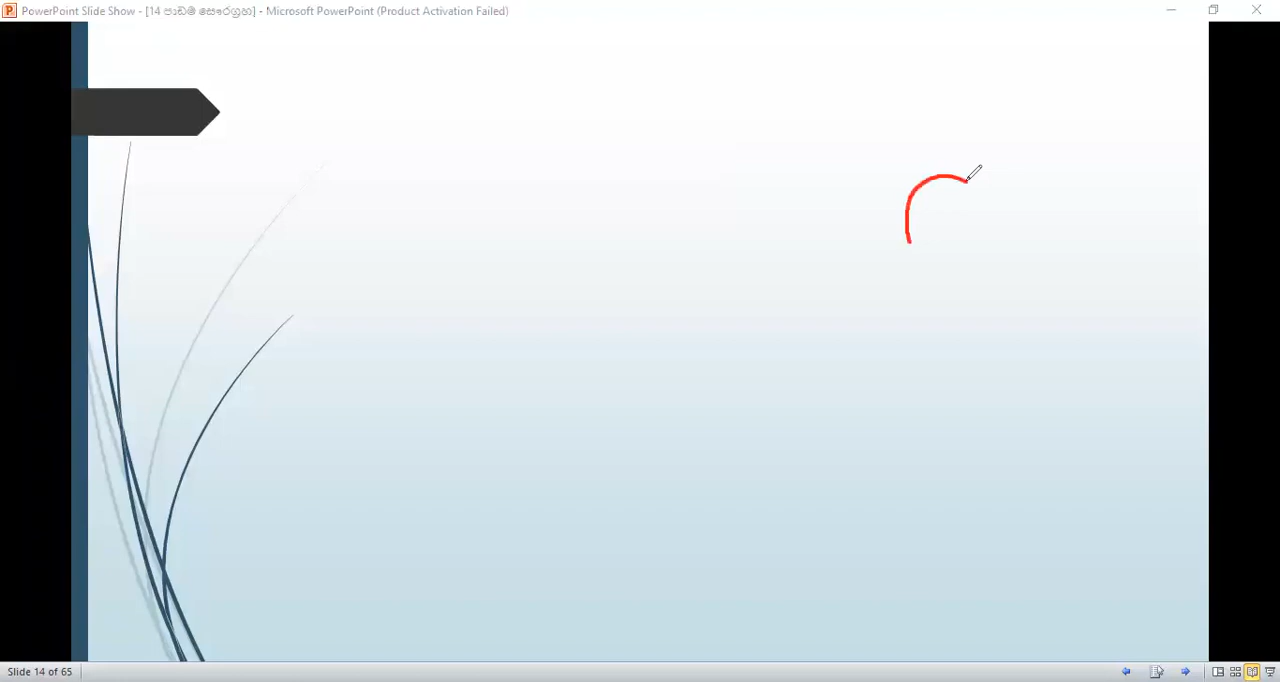 PowerPoint Slide Show - [14 පාඩම සෞරග්‍රහ] - Microsoft PowerPoint (Product Activation Failed)
Slide 14 of 65